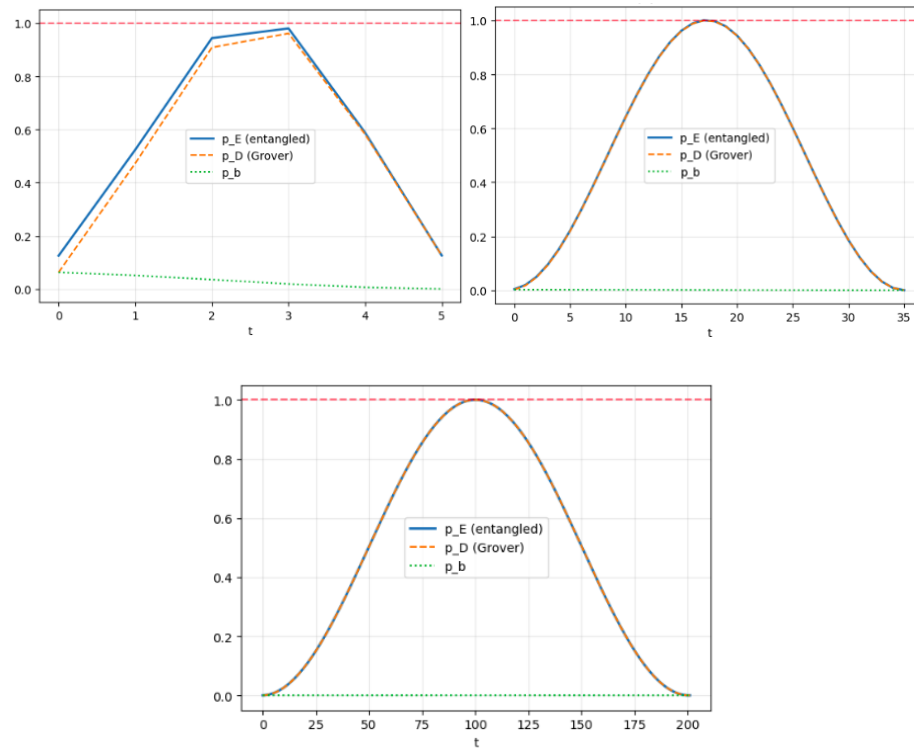 1.0
0.8
0.6
0.4
0.2
0.0
p_E (entangled)
p_D (Grover)
p_b
0 1 2 3 4 5
t
1.0
0.8
0.6
0.4
0.2
0.0
p_E (entangled)
p_D (Grover)
p_b
0 5 10 15 20 25 30 35
t
1.0
0.8
0.6
0.4
0.2
0.0
p_E (entangled)
p_D (Grover)
p_b
0 25 50 75 100 125 150 175 200
t